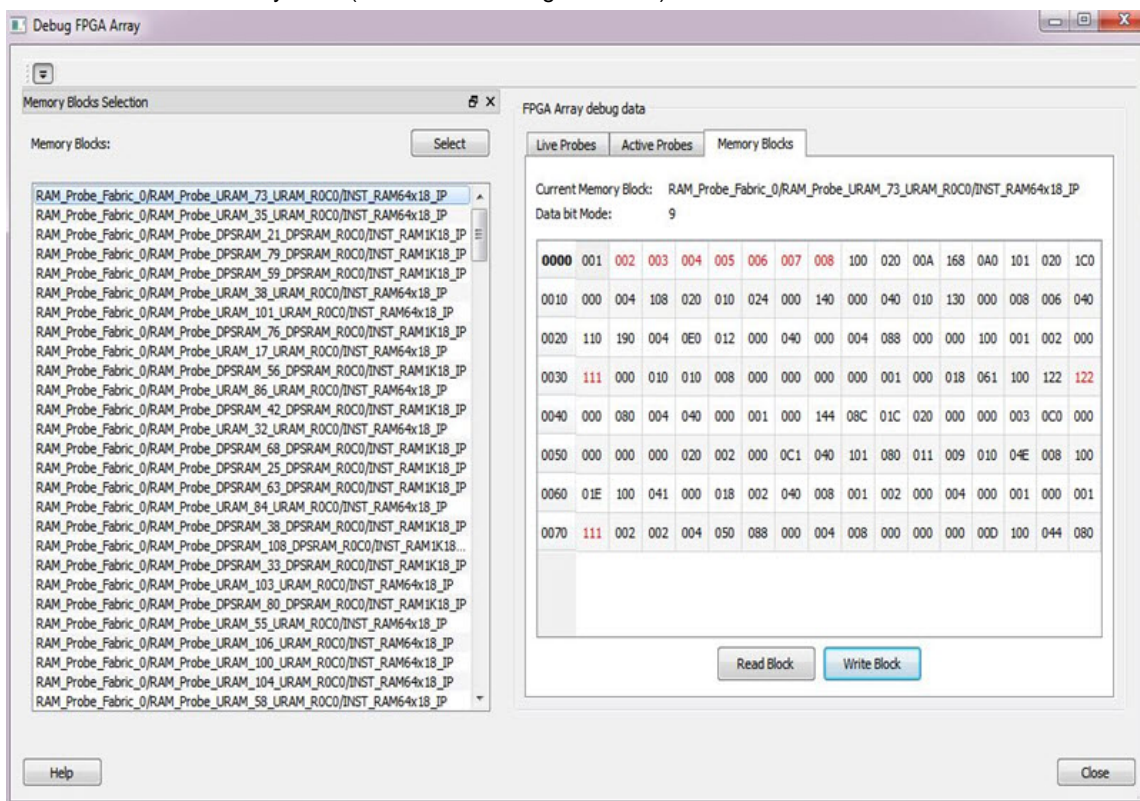 Debug FPGA Array
Memory Blocks Selection
Memory Blocks:
Select
RAM_Probe_Fabric_0/RAM_Probe_URAM_73_URAM_R0C0/INST_RAM64x18_IP
RAM_Probe_Fabric_0/RAM_Probe_URAM_35_URAM_R0C0/INST_RAM64x18_IP
RAM_Probe_Fabric_0/RAM_Probe_DPSRAM_21_DPSRAM_R0C0/INST_RAM1K18_IP
RAM_Probe_Fabric_0/RAM_Probe_DPSRAM_79_DPSRAM_R0C0/INST_RAM1K18_IP
RAM_Probe_Fabric_0/RAM_Probe_DPSRAM_59_DPSRAM_R0C0/INST_RAM1K18_IP
RAM_Probe_Fabric_0/RAM_Probe_URAM_38_URAM_R0C0/INST_RAM64x18_IP
RAM_Probe_Fabric_0/RAM_Probe_URAM_101_URAM_R0C0/INST_RAM64x18_IP
RAM_Probe_Fabric_0/RAM_Probe_DPSRAM_76_DPSRAM_R0C0/INST_RAM1K18_IP
RAM_Probe_Fabric_0/RAM_Probe_URAM_17_URAM_R0C0/INST_RAM64x18_IP
RAM_Probe_Fabric_0/RAM_Probe_DPSRAM_56_DPSRAM_R0C0/INST_RAM1K18_IP
RAM_Probe_Fabric_0/RAM_Probe_URAM_86_URAM_R0C0/INST_RAM64x18_IP
RAM_Probe_Fabric_0/RAM_Probe_DPSRAM_42_DPSRAM_R0C0/INST_RAM1K18_IP
RAM_Probe_Fabric_0/RAM_Probe_URAM_32_URAM_R0C0/INST_RAM64x18_IP
RAM_Probe_Fabric_0/RAM_Probe_DPSRAM_68_DPSRAM_R0C0/INST_RAM1K18_IP
RAM_Probe_Fabric_0/RAM_Probe_DPSRAM_25_DPSRAM_R0C0/INST_RAM1K18_IP
RAM_Probe_Fabric_0/RAM_Probe_DPSRAM_63_DPSRAM_R0C0/INST_RAM1K18_IP
RAM_Probe_Fabric_0/RAM_Probe_URAM_84_URAM_R0C0/INST_RAM64x18_IP
RAM_Probe_Fabric_0/RAM_Probe_DPSRAM_38_DPSRAM_R0C0/INST_RAM1K18_IP
RAM_Probe_Fabric_0/RAM_Probe_DPSRAM_108_DPSRAM_R0C0/INST_RAM1K18...
RAM_Probe_Fabric_0/RAM_Probe_DPSRAM_33_DPSRAM_R0C0/INST_RAM1K18_IP
RAM_Probe_Fabric_0/RAM_Probe_URAM_103_URAM_R0C0/INST_RAM64x18_IP
RAM_Probe_Fabric_0/RAM_Probe_DPSRAM_80_DPSRAM_R0C0/INST_RAM1K18_IP
RAM_Probe_Fabric_0/RAM_Probe_URAM_55_URAM_R0C0/INST_RAM64x18_IP
RAM_Probe_Fabric_0/RAM_Probe_URAM_106_URAM_R0C0/INST_RAM64x18_IP
RAM_Probe_Fabric_0/RAM_Probe_URAM_100_URAM_R0C0/INST_RAM64x18_IP
RAM_Probe_Fabric_0/RAM_Probe_URAM_104_URAM_R0C0/INST_RAM64x18_IP
RAM_Probe_Fabric_0/RAM_Probe_URAM_58_URAM_R0C0/INST_RAM64x18_IP
FPGA Array debug data
Live Probes Active Probes Memory Blocks
Current Memory Block: RAM_Probe_Fabric_0/RAM_Probe_URAM_73_URAM_R0C0/INST_RAM64x18_IP
Data bit Mode: 9
0000 001 002 003 004 005 006 007 008 100 020 00A 168 0A0 101 020 1C0
0010 000 004 108 020 010 024 000 140 000 040 010 130 000 008 006 040
0020 110 190 004 0E0 012 000 040 000 004 088 000 000 100 001 002 000
0030 111 000 010 010 008 000 000 000 000 001 000 018 061 100 122 122
0040 000 080 004 040 000 001 000 144 08C 01C 020 000 000 003 0C0 000
0050 000 000 000 020 002 000 0C1 040 101 080 011 009 010 04E 008 100
0060 01E 100 041 000 018 002 040 008 001 002 000 004 000 001 000 001
0070 111 002 002 004 050 088 000 004 008 000 000 000 00D 100 044 080
Read Block Write Block
Help
Close